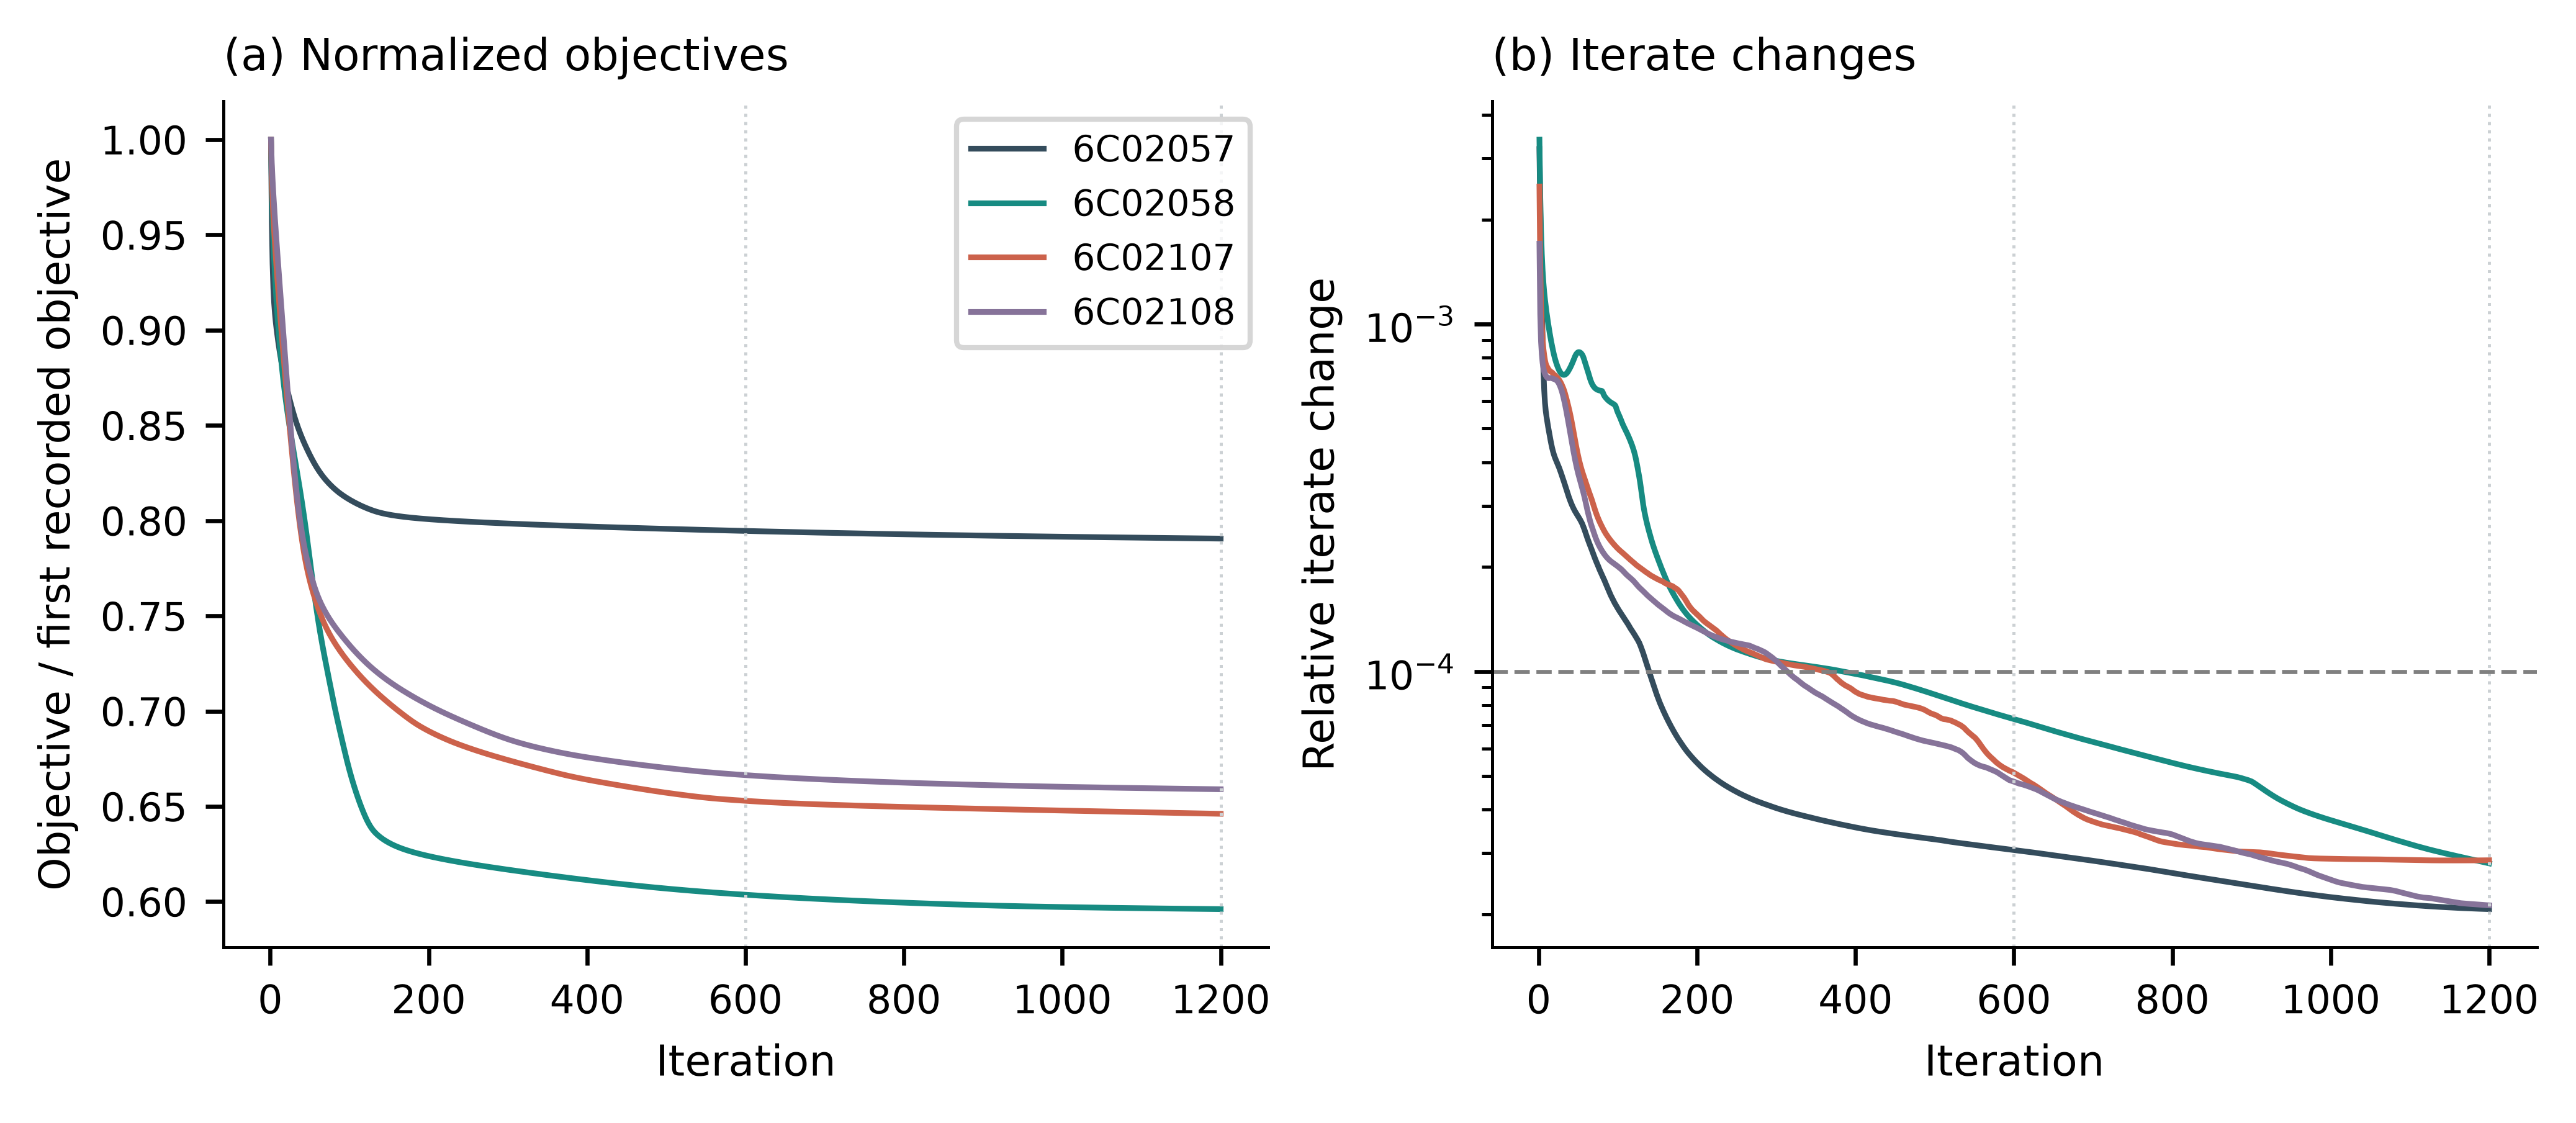 (a) Normalized objectives
Objective / first recorded objective
1.00
0.95
0.90
0.85
0.80
0.75
0.70
0.65
0.60
6C02057
6C02058
6C02107
6C02108
0 200 400 600 800 1000 1200
Iteration
(b) Iterate changes
Relative iterate change
10⁻³
10⁻⁴
0 200 400 600 800 1000 1200
Iteration